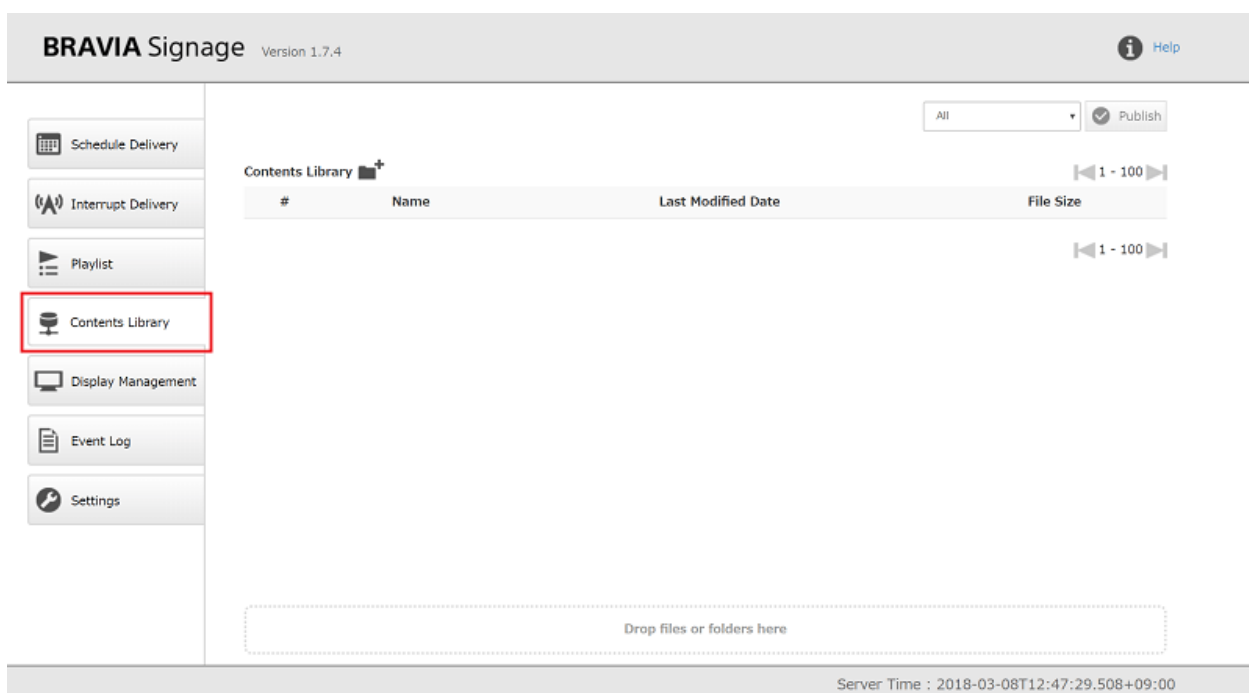 BRAVIA Signage Version 1.7.4
Help
All
Publish
Schedule Delivery
Interrupt Delivery
Playlist
Contents Library
Display Management
Event Log
Settings
Contents Library
1 - 100
# Name Last Modified Date File Size
1 - 100
Drop files or folders here
Server Time : 2018-03-08T12:47:29.508+09:00